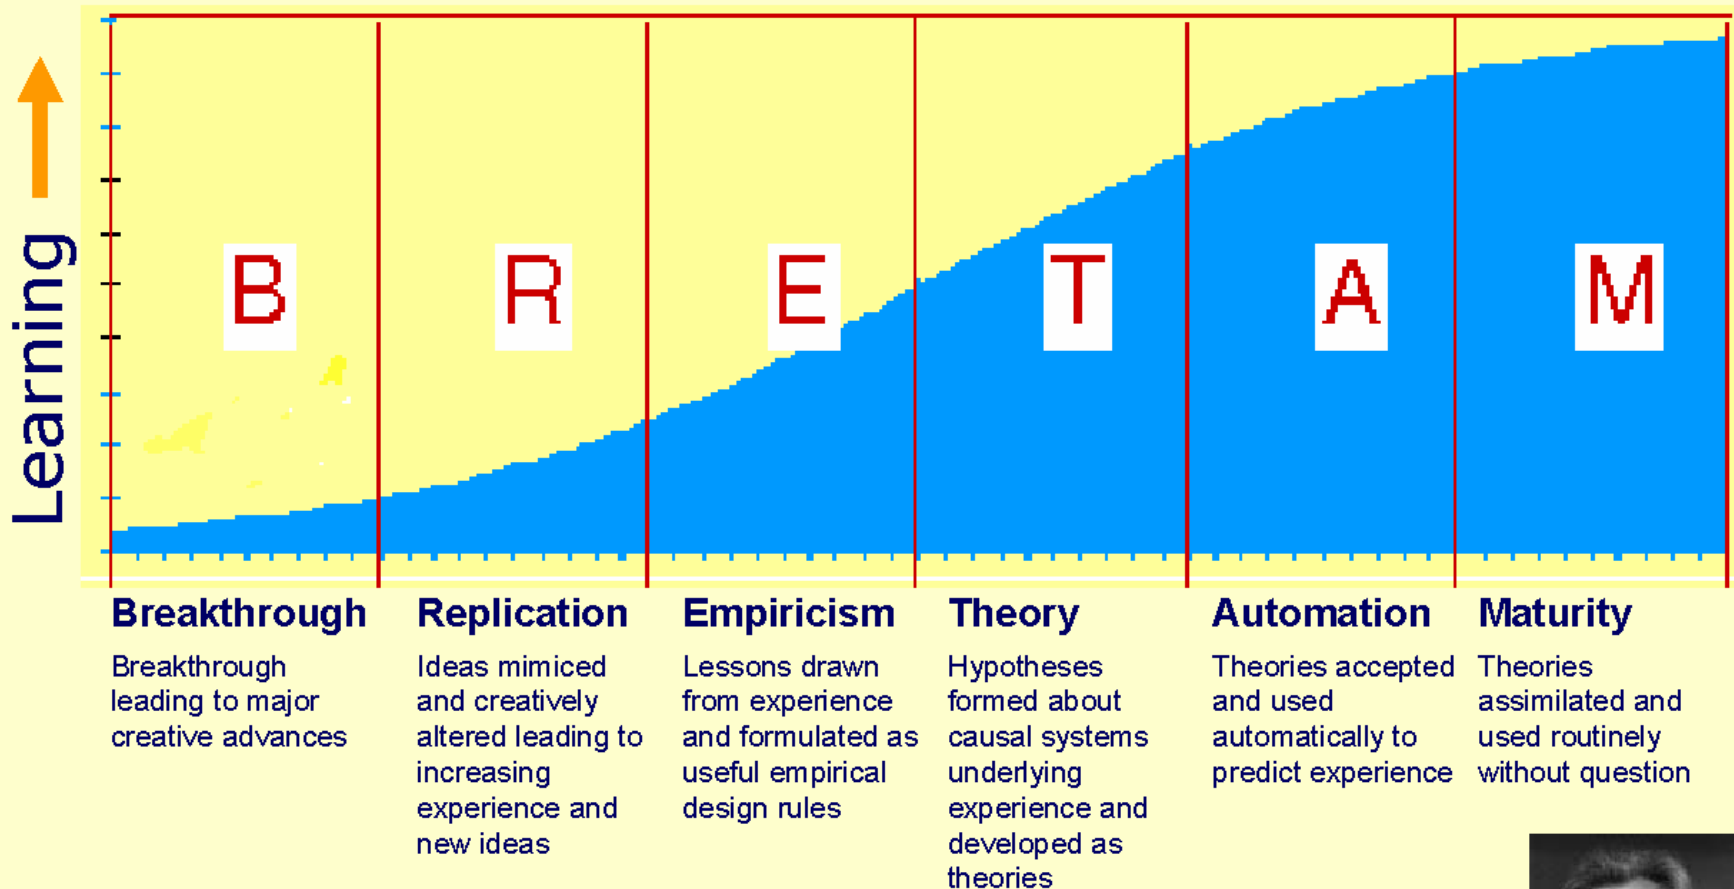 Learning
B R E T A M
Breakthrough
Breakthrough
leading to major
creative advances
Replication
Ideas mimiced
and creatively
altered leading to
increasing
experience and
new ideas
Empiricism
Lessons drawn
from experience
and formulated as
useful empirical
design rules
Theory
Hypotheses
formed about
causal systems
underlying
experience and
developed as
theories
Automation
Theories accepted
and used
automatically to
predict experience
Maturity
Theories
assimilated and
used routinely
without question